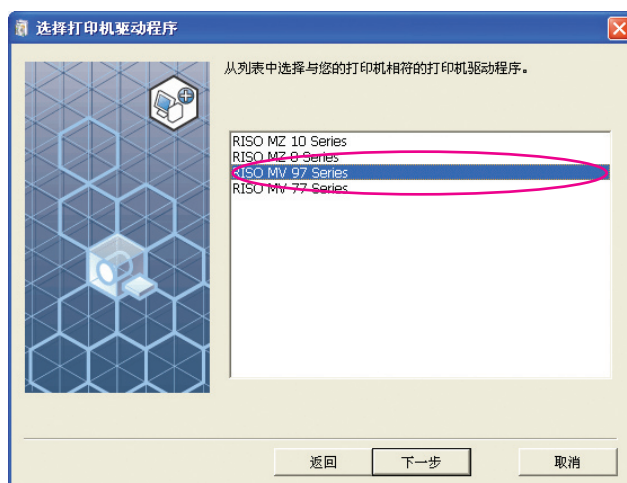 选择打印机驱动程序
从列表中选择与您的打印机相符的打印机驱动程序。
RISO MZ 10 Series
RISO MZ 8 Series
RISO MV 97 Series
RISO MV 77 Series
返回
下一步
取消